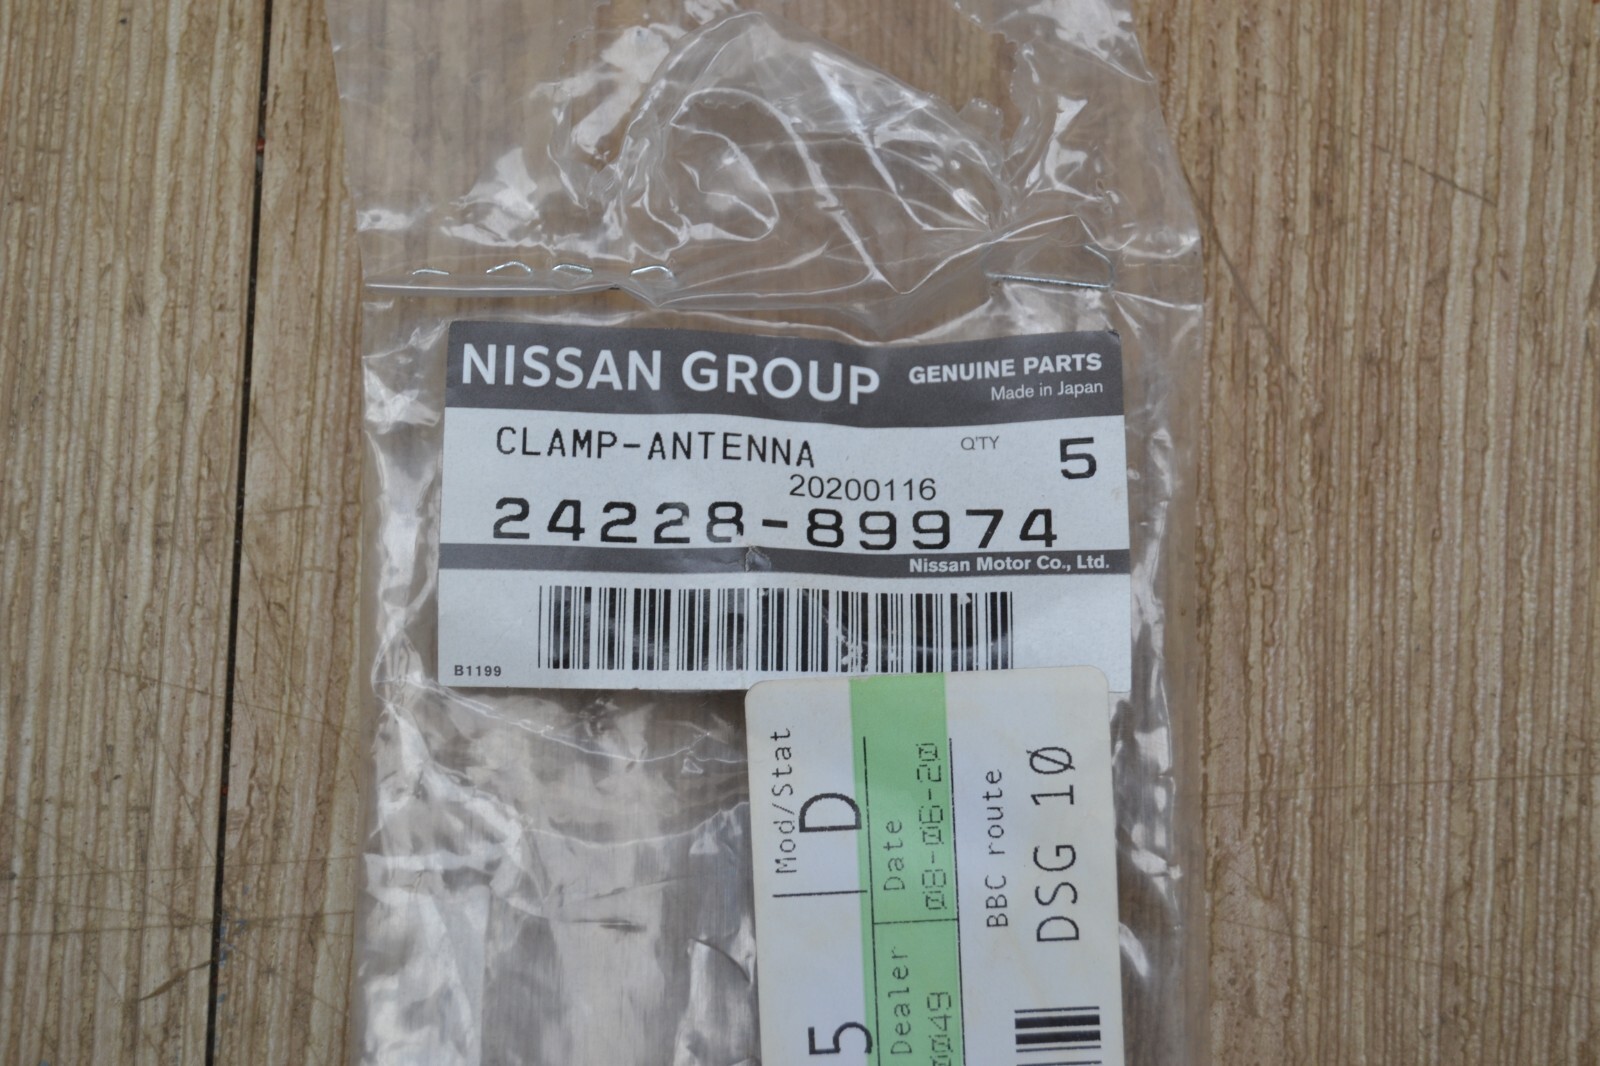 NISSAN GROUP
GENUINE PARTS
Made in Japan
CLAMP-ANTENNA
Q'TY
5
20200116
24228-89974
Nissan Motor Co., Ltd.
B1199
Mod/Stat
5 D
Dealer Date
0049 08-06-20
BBC route
DSG 10